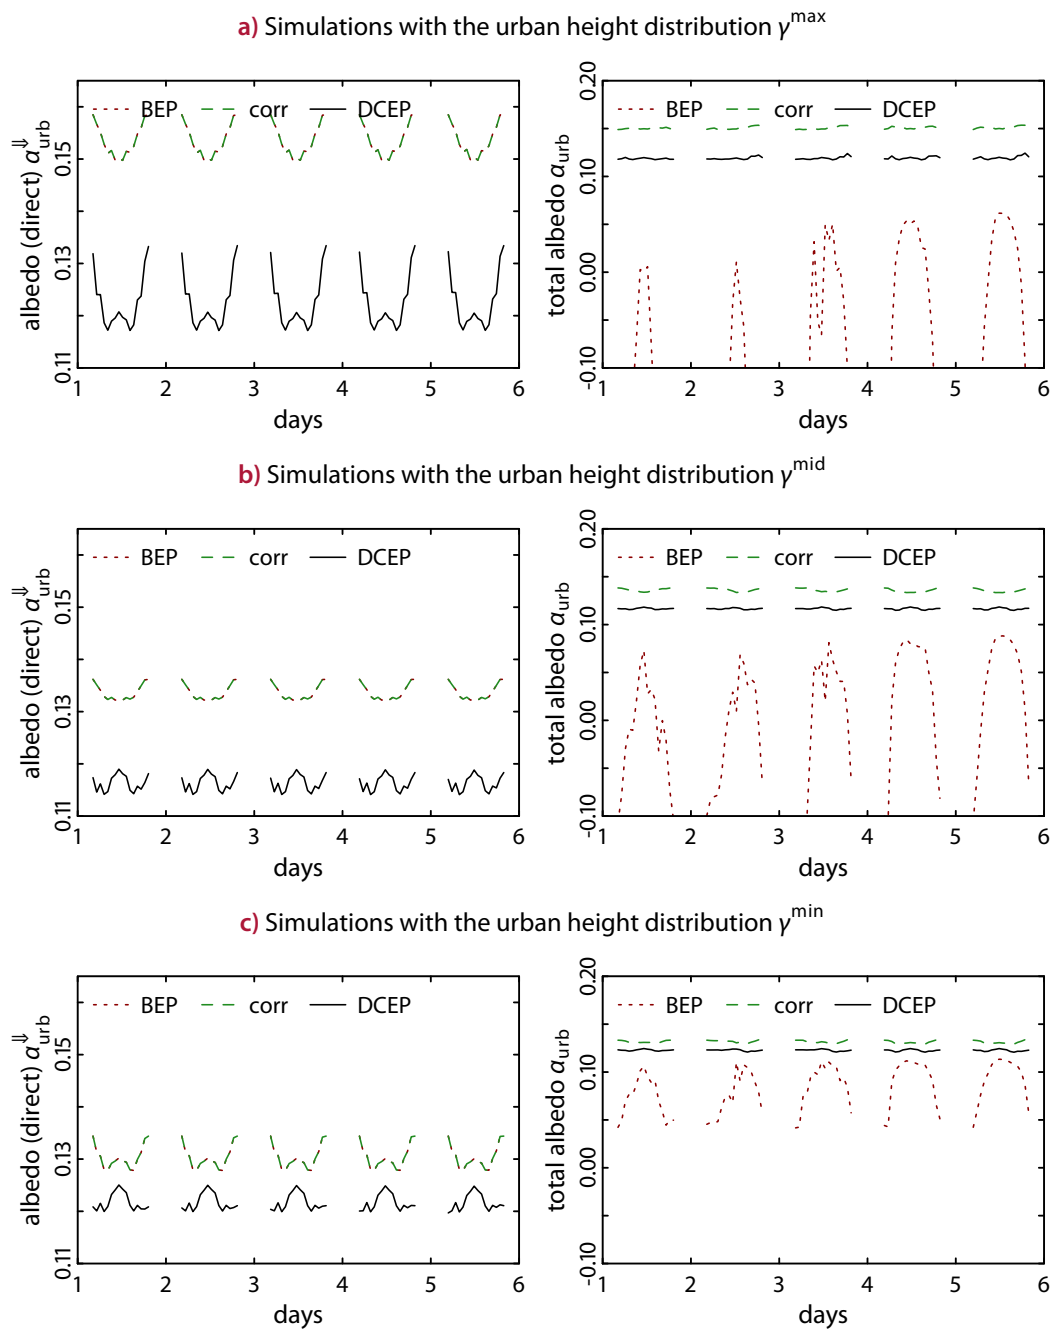 a) Simulations with the urban height distribution γ^max
BEP corr DCEP
albedo (direct) α⇓urb
0.15
0.13
0.11
1 2 3 4 5 6
days
BEP corr DCEP
total albedo αurb
0.20
0.10
0.00
-0.10
1 2 3 4 5 6
days
b) Simulations with the urban height distribution γ^mid
BEP corr DCEP
albedo (direct) α⇓urb
0.15
0.13
0.11
1 2 3 4 5 6
days
BEP corr DCEP
total albedo αurb
0.20
0.10
0.00
-0.10
1 2 3 4 5 6
days
c) Simulations with the urban height distribution γ^min
BEP corr DCEP
albedo (direct) α⇓urb
0.15
0.13
0.11
1 2 3 4 5 6
days
BEP corr DCEP
total albedo αurb
0.20
0.10
0.00
-0.10
1 2 3 4 5 6
days